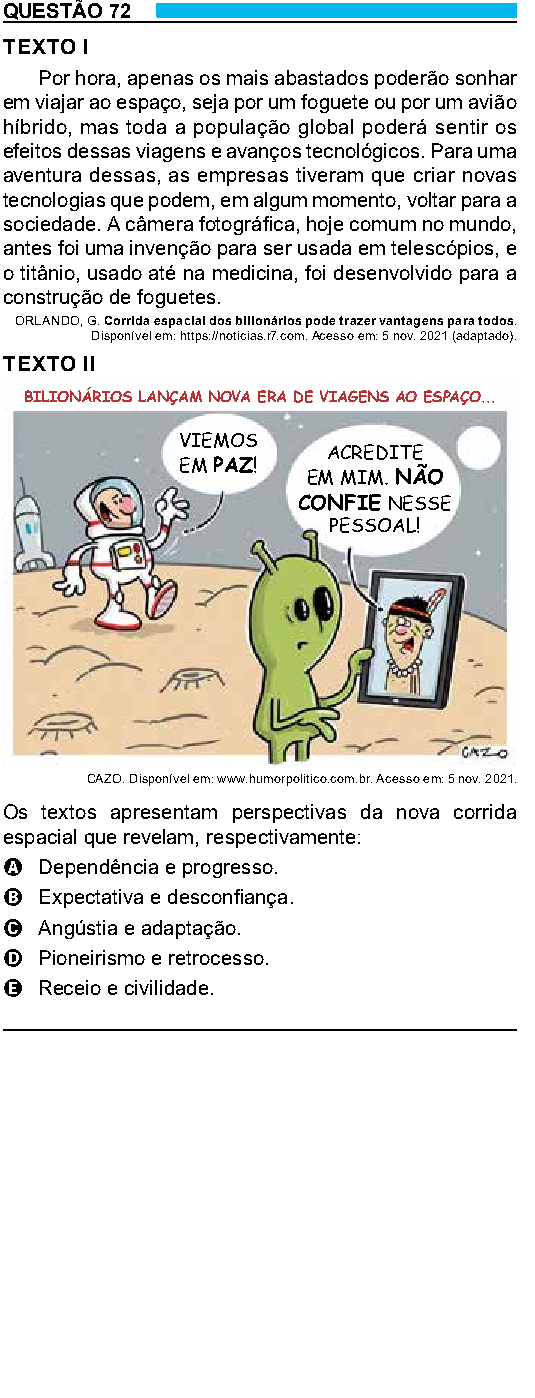 QUESTÃO 72
TEXTO I
Por hora, apenas os mais abastados poderão sonhar
em viajar ao espaço, seja por um foguete ou por um avião
híbrido, mas toda a população global poderá sentir os
efeitos dessas viagens e avanços tecnológicos. Para uma
aventura dessas, as empresas tiveram que criar novas
tecnologias que podem, em algum momento, voltar para a
sociedade. A câmera fotográfica, hoje comum no mundo,
antes foi uma invenção para ser usada em telescópios, e
o titânio, usado até na medicina, foi desenvolvido para a
construção de foguetes.
ORLANDO, G. Corrida espacial dos bilionários pode trazer vantagens para todos.
Disponível em: https://noticias.r7.com. Acesso em: 5 nov. 2021 (adaptado).
TEXTO II
BILIONÁRIOS LANÇAM NOVA ERA DE VIAGENS AO ESPAÇO...
VIEMOS
EM PAZ!
ACREDITE
EM MIM. NÃO
CONFIE NESSE
PESSOAL!
CAZO
CAZO. Disponível em: www.humorpolitico.com.br. Acesso em: 5 nov. 2021.
Os textos apresentam perspectivas da nova corrida
espacial que revelam, respectivamente:
A Dependência e progresso.
B Expectativa e desconfiança.
C Angústia e adaptação.
D Pioneirismo e retrocesso.
E Receio e civilidade.